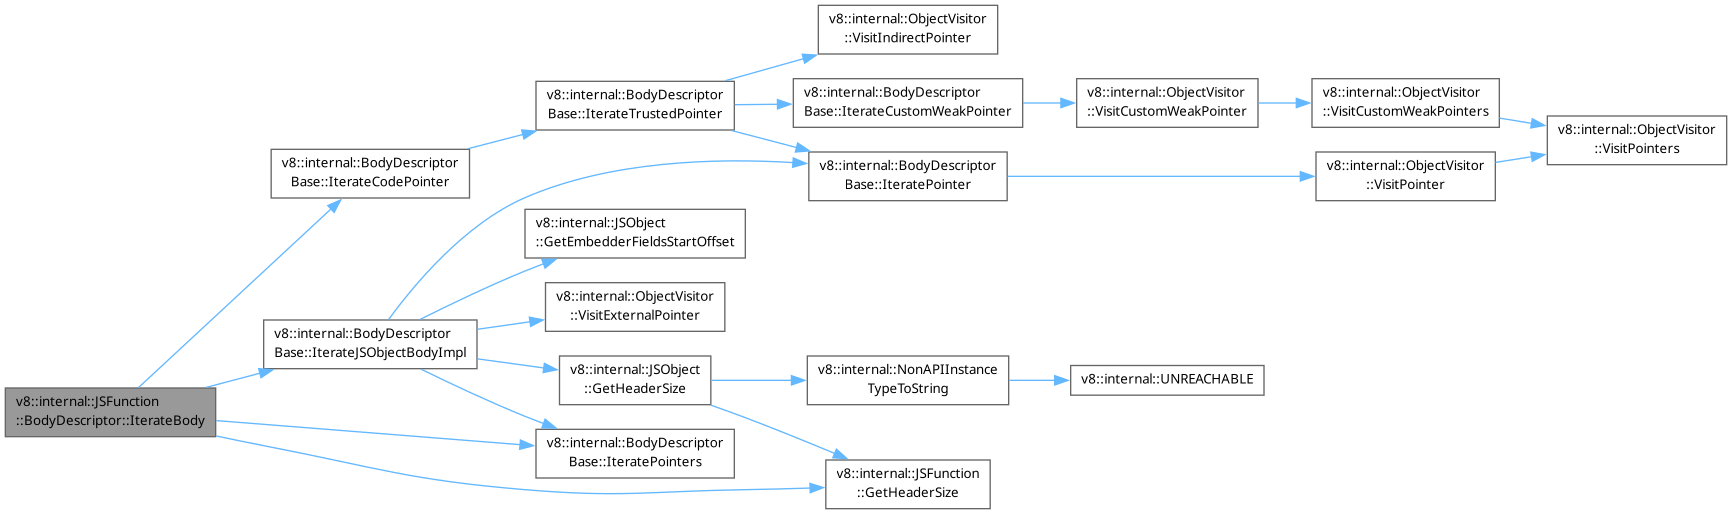 v8::internal::JSFunction
::BodyDescriptor::IterateBody
v8::internal::BodyDescriptor
Base::IterateCodePointer
v8::internal::BodyDescriptor
Base::IterateJSObjectBodyImpl
v8::internal::BodyDescriptor
Base::IterateTrustedPointer
v8::internal::JSObject
::GetEmbedderFieldsStartOffset
v8::internal::ObjectVisitor
::VisitExternalPointer
v8::internal::JSObject
::GetHeaderSize
v8::internal::BodyDescriptor
Base::IteratePointers
v8::internal::ObjectVisitor
::VisitIndirectPointer
v8::internal::BodyDescriptor
Base::IterateCustomWeakPointer
v8::internal::BodyDescriptor
Base::IteratePointer
v8::internal::NonAPIInstance
TypeToString
v8::internal::JSFunction
::GetHeaderSize
v8::internal::ObjectVisitor
::VisitCustomWeakPointer
v8::internal::UNREACHABLE
v8::internal::ObjectVisitor
::VisitCustomWeakPointers
v8::internal::ObjectVisitor
::VisitPointer
v8::internal::ObjectVisitor
::VisitPointers